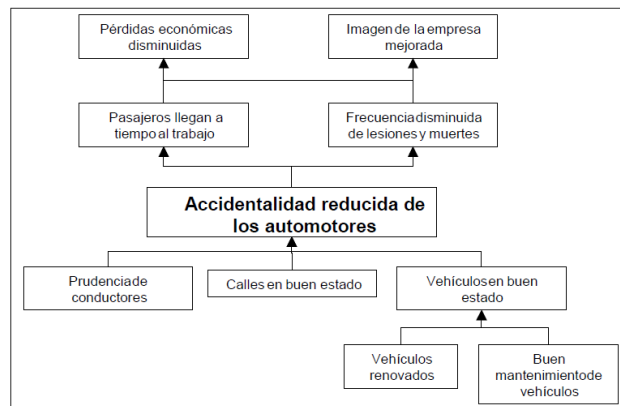 Pérdidas económicas
disminuidas
Imagen de la empresa
mejorada
Pasajeros llegan a
tiempo al trabajo
Frecuencia disminuida
de lesiones y muertes
Accidentalidad reducida de
los automotores
Prudencia de
conductores
Calles en buen estado
Vehículos en buen
estado
Vehículos
renovados
Buen
mantenimiento de
vehículos